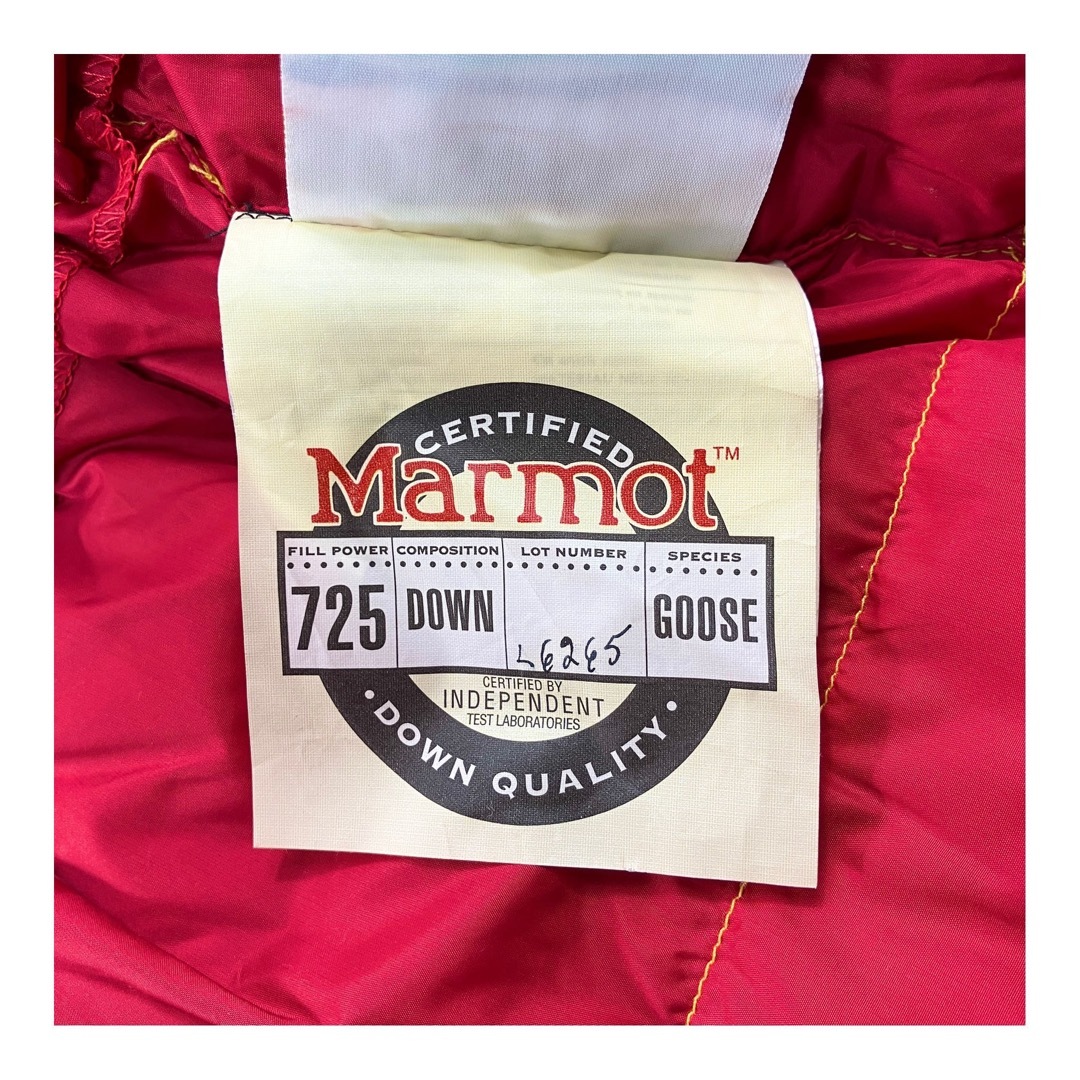 CERTIFIED
Marmot™
FILL POWER COMPOSITION LOT NUMBER SPECIES
725 DOWN L6265 GOOSE
CERTIFIED BY
INDEPENDENT
TEST LABORATORIES
• DOWN QUALITY •